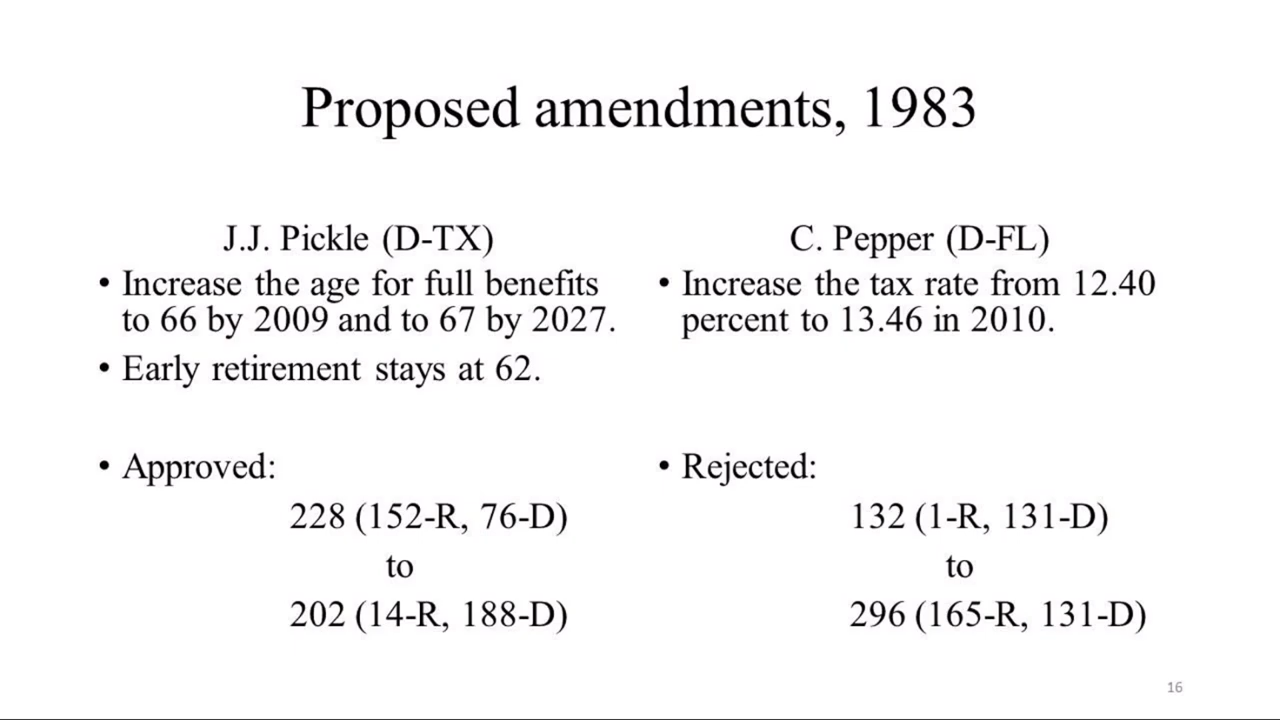 Proposed amendments, 1983
J.J. Pickle (D-TX)
• Increase the age for full benefits
to 66 by 2009 and to 67 by 2027.
• Early retirement stays at 62.
• Approved:
228 (152-R, 76-D)
to
202 (14-R, 188-D)
C. Pepper (D-FL)
• Increase the tax rate from 12.40
percent to 13.46 in 2010.
• Rejected:
132 (1-R, 131-D)
to
296 (165-R, 131-D)
16